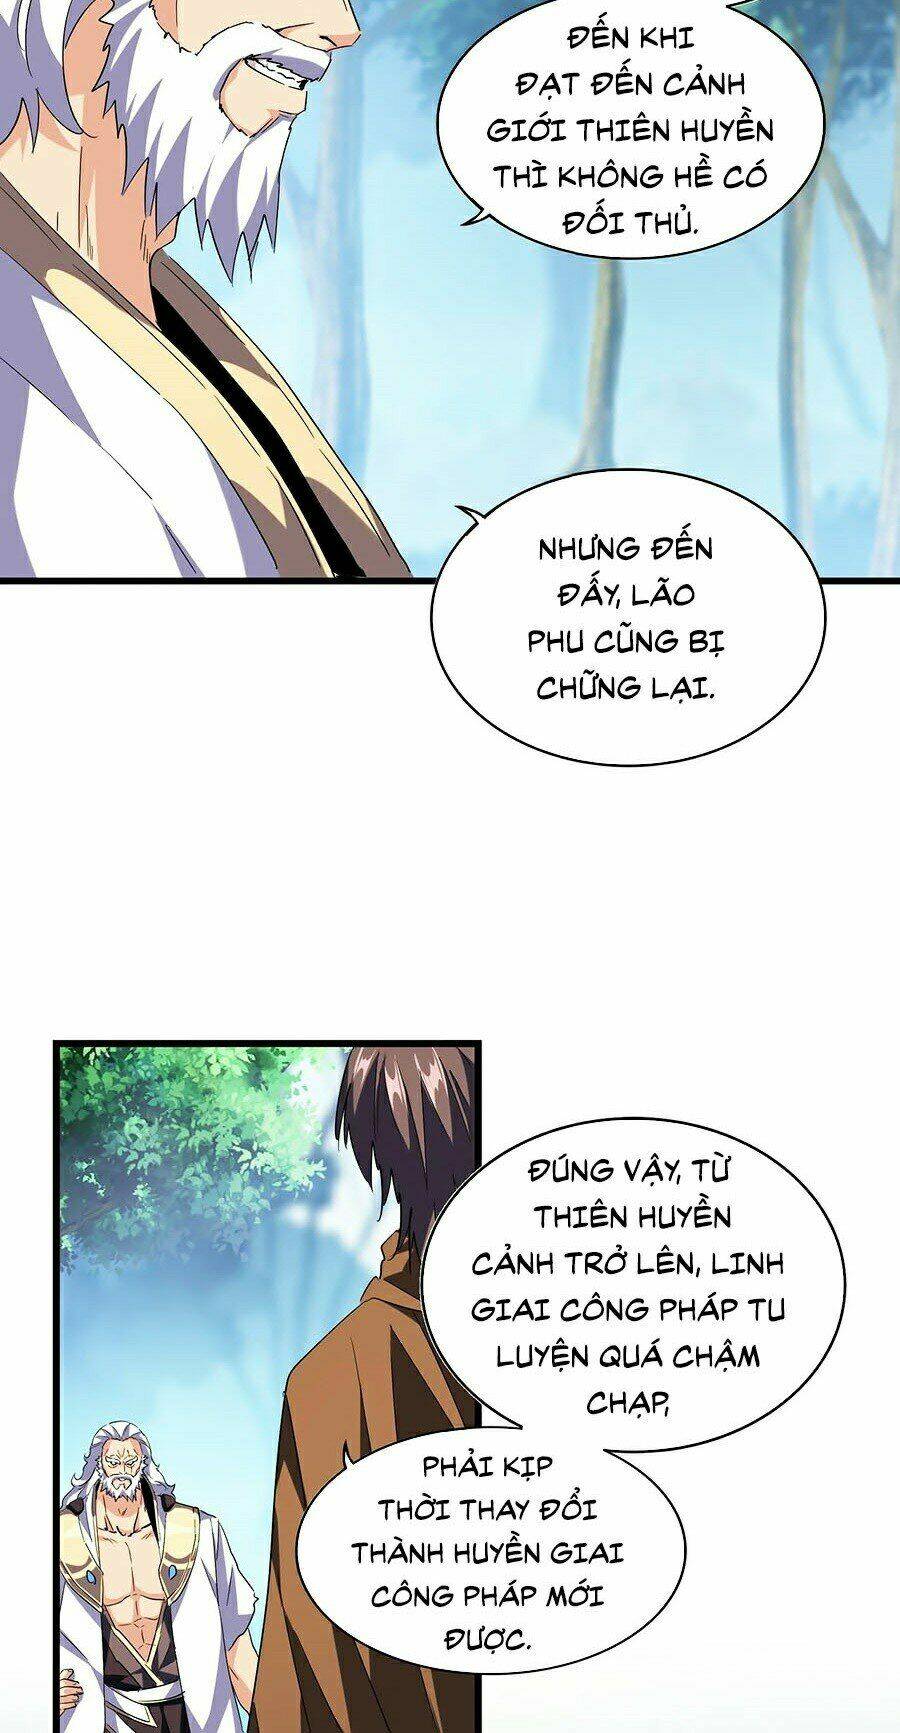 ĐẾN KHI
ĐẠT ĐẾN CẢNH
GIỚI THIÊN HUYỀN
THÌ KHÔNG HỀ CÓ
ĐỐI THỦ.
NHƯNG ĐẾN
ĐẤY, LÃO
PHU CŨNG BỊ
CHỮNG LẠI.
ĐÚNG VẬY, TỪ
THIÊN HUYỀN
CẢNH TRỞ LÊN, LINH
GIAI CÔNG PHÁP TU
LUYỆN QUÁ CHẬM
CHẠP,
PHẢI KỊP
THỜI THAY ĐỔI
THÀNH HUYỀN GIAI
CÔNG PHÁP MỚI
ĐƯỢC.